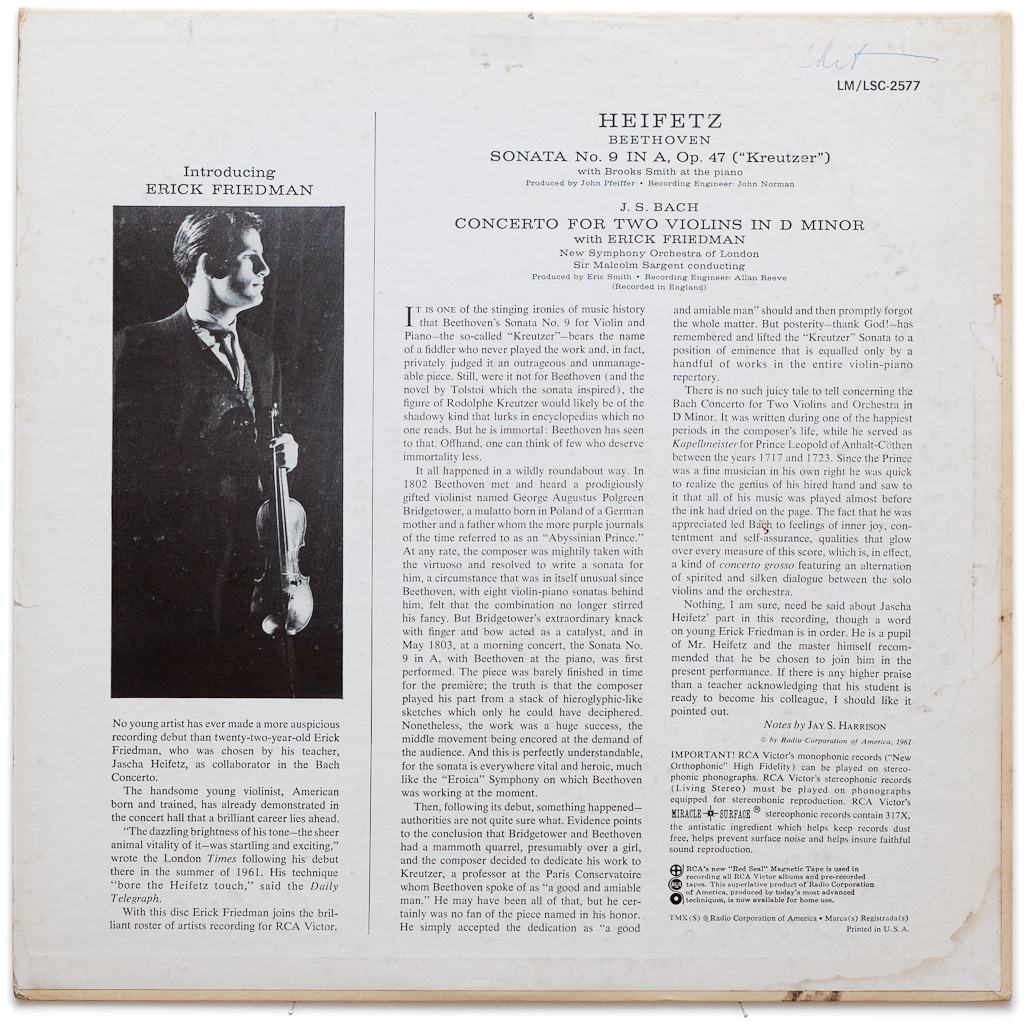 LM/LSC-2577
HEIFETZ
BEETHOVEN
SONATA No. 9 IN A, Op. 47 ("Kreutzer")
with Brooks Smith at the piano
Produced by John Pfeiffer • Recording Engineer: John Norman
J. S. BACH
CONCERTO FOR TWO VIOLINS IN D MINOR
with ERICK FRIEDMAN
New Symphony Orchestra of London
Sir Malcolm Sargent conducting
Produced by Eric Smith • Recording Engineer: Allan Reeve
(Recorded in England)
Introducing
ERICK FRIEDMAN
No young artist has ever made a more auspicious
recording debut than twenty-two-year-old Erick
Friedman, who was chosen by his teacher,
Jascha Heifetz, as collaborator in the Bach
Concerto.
The handsome young violinist, American
born and trained, has already demonstrated in
the concert hall that a brilliant career lies ahead.
"The dazzling brightness of his tone—the sheer
animal vitality of it—was startling and exciting,"
wrote the London Times following his debut
there in the summer of 1961. His technique
"bore the Heifetz touch," said the Daily
Telegraph.
With this disc Erick Friedman joins the bril-
liant roster of artists recording for RCA Victor.
IT IS ONE of the stinging ironies of music history
that Beethoven's Sonata No. 9 for Violin and
Piano—the so-called "Kreutzer"—bears the name
of a fiddler who never played the work and, in fact,
privately judged it an outrageous and unmanage-
able piece. Still, were it not for Beethoven (and the
novel by Tolstoi which the sonata inspired), the
figure of Rodolphe Kreutzer would likely be of the
shadowy kind that lurks in encyclopedias which no
one reads. But he is immortal: Beethoven has seen
to that. Offhand, one can think of few who deserve
immortality less.
It all happened in a wildly roundabout way. In
1802 Beethoven met and heard a prodigiously
gifted violinist named George Augustus Polgreen
Bridgetower, a mulatto born in Poland of a German
mother and a father whom the more purple journals
of the time referred to as an "Abyssinian Prince."
At any rate, the composer was mightily taken with
the virtuoso and resolved to write a sonata for
him, a circumstance that was in itself unusual since
Beethoven, with eight violin-piano sonatas behind
him, felt that the combination no longer stirred
his fancy. But Bridgetower's extraordinary knack
with finger and bow acted as a catalyst, and in
May 1803, at a morning concert, the Sonata No.
9 in A, with Beethoven at the piano, was first
performed. The piece was barely finished in time
for the première; the truth is that the composer
played his part from a stack of hieroglyphic-like
sketches which only he could have deciphered.
Nonetheless, the work was a huge success, the
middle movement being encored at the demand of
the audience. And this is perfectly understandable,
for the sonata is everywhere vital and heroic, much
like the "Eroica" Symphony on which Beethoven
was working at the moment.
Then, following its debut, something happened—
authorities are not quite sure what. Evidence points
to the conclusion that Bridgetower and Beethoven
had a mammoth quarrel, presumably over a girl,
and the composer decided to dedicate his work to
Kreutzer, a professor at the Paris Conservatoire
whom Beethoven spoke of as "a good and amiable
man." He may have been all of that, but he cer-
tainly was no fan of the piece named in his honor.
He simply accepted the dedication as "a good
and amiable man" should and then promptly forgot
the whole matter. But posterity—thank God!—has
remembered and lifted the "Kreutzer" Sonata to a
position of eminence that is equalled only by a
handful of works in the entire violin-piano
repertory.
There is no such juicy tale to tell concerning the
Bach Concerto for Two Violins and Orchestra in
D Minor. It was written during one of the happiest
periods in the composer's life, while he served as
Kapellmeister for Prince Leopold of Anhalt-Cöthen
between the years 1717 and 1723. Since the Prince
was a fine musician in his own right he was quick
to realize the genius of his hired hand and saw to
it that all of his music was played almost before
the ink had dried on the page. The fact that he was
appreciated led Bach to feelings of inner joy, con-
tentment and self-assurance, qualities that glow
over every measure of this score, which is, in effect,
a kind of concerto grosso featuring an alternation
of spirited and silken dialogue between the solo
violins and the orchestra.
Nothing, I am sure, need be said about Jascha
Heifetz' part in this recording, though a word
on young Erick Friedman is in order. He is a pupil
of Mr. Heifetz and the master himself recom-
mended that he be chosen to join him in the
present performance. If there is any higher praise
than a teacher acknowledging that his student is
ready to become his colleague, I should like it
pointed out.
Notes by JAY S. HARRISON
© by Radio Corporation of America, 1961
IMPORTANT! RCA Victor's monophonic records ("New
Orthophonic" High Fidelity) can be played on stereo-
phonic phonographs. RCA Victor's stereophonic records
(Living Stereo) must be played on phonographs
equipped for stereophonic reproduction. RCA Victor's
MIRACLE SURFACE ® stereophonic records contain 317X,
the antistatic ingredient which helps keep records dust
free, helps prevent surface noise and helps insure faithful
sound reproduction.
RCA's new "Red Seal" Magnetic Tape is used in
recording all RCA Victor albums and pre-recorded
tapes. This superlative product of Radio Corporation
of America, produced by today's most advanced
techniques, is now available for home use.
TMK(S) ® Radio Corporation of America • Marca(s) Registrada(s)
Printed in U. S. A.